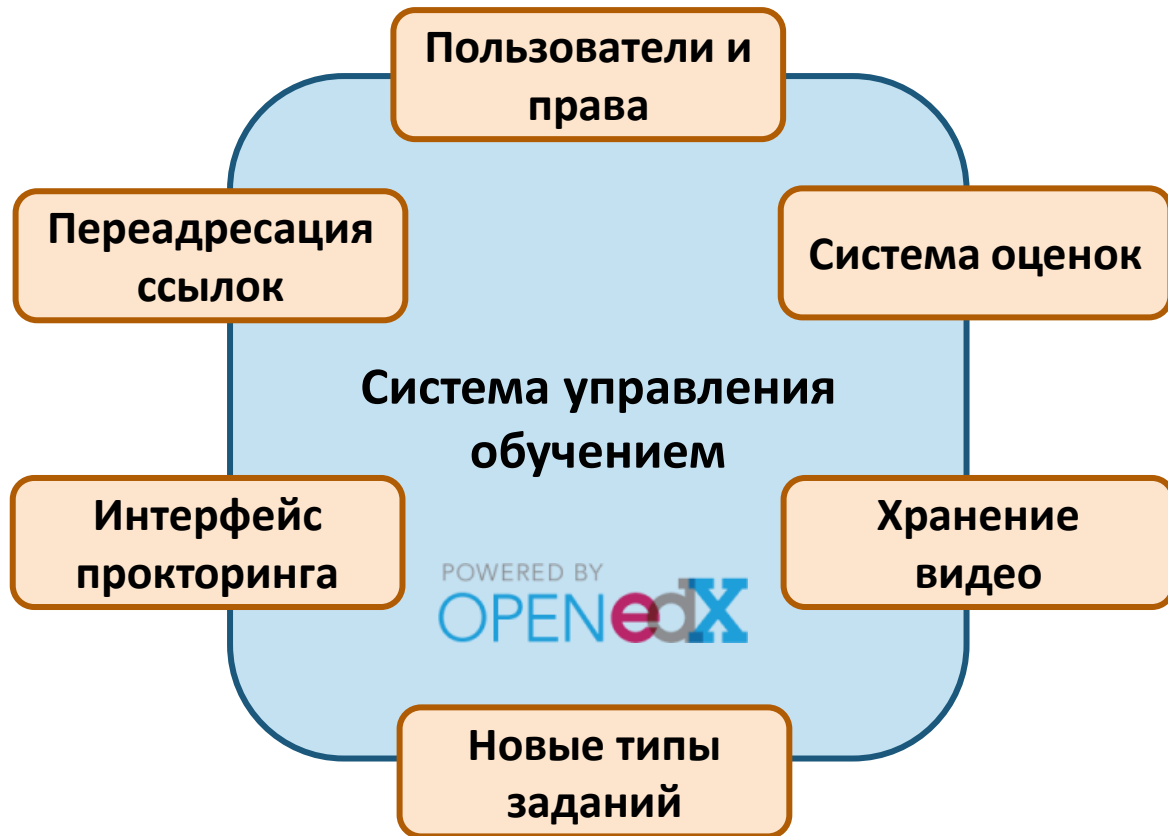 Пользователи и
права
Переадресация
ссылок
Система оценок
Система управления
обучением
Интерфейс
прокторинга
Хранение
видео
POWERED BY
OPENedX
Новые типы
заданий